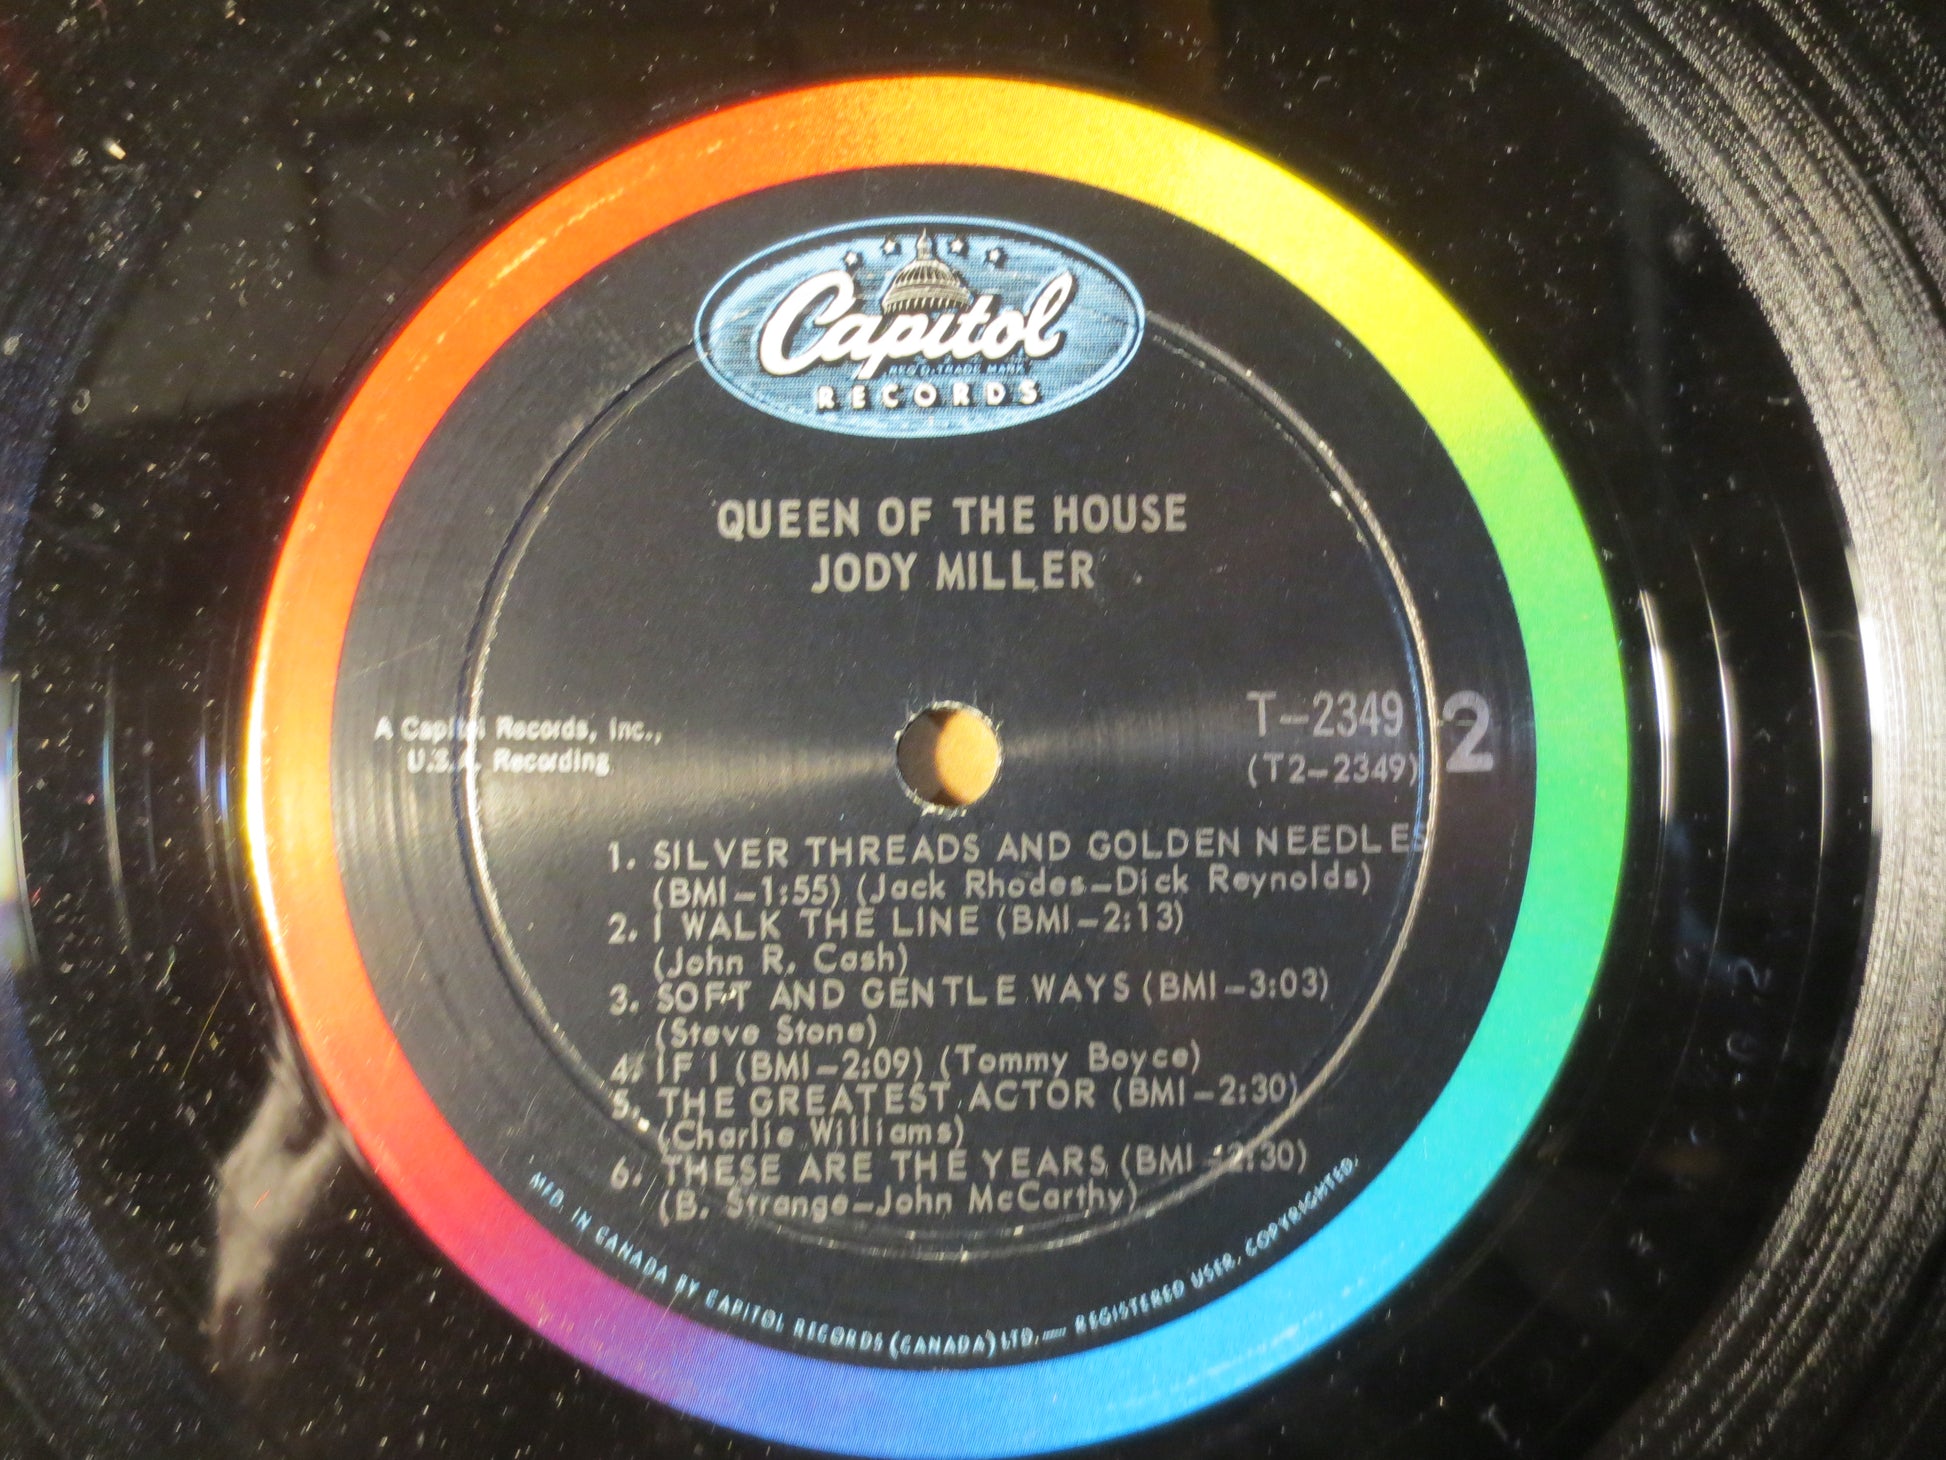 Capitol
REG'D. TRADE MARK
RECORDS
QUEEN OF THE HOUSE
JODY MILLER
A Capitol Records, Inc.,
U.S.A. Recording
T-2349
(T2-2349)
2
1. SILVER THREADS AND GOLDEN NEEDLES
(BMI-1:55) (Jack Rhodes-Dick Reynolds)
2. I WALK THE LINE (BMI-2:13)
(John R. Cash)
3. SOFT AND GENTLE WAYS (BMI-3:03)
(Steve Stone)
4. IF I (BMI-2:09) (Tommy Boyce)
5. THE GREATEST ACTOR (BMI-2:30)
(Charlie Williams)
6. THESE ARE THE YEARS (BMI-2:30)
(B. Strange-John McCarthy)
MFD. IN CANADA BY CAPITOL RECORDS (CANADA) LTD. — REGISTERED USER. COPYRIGHTED.